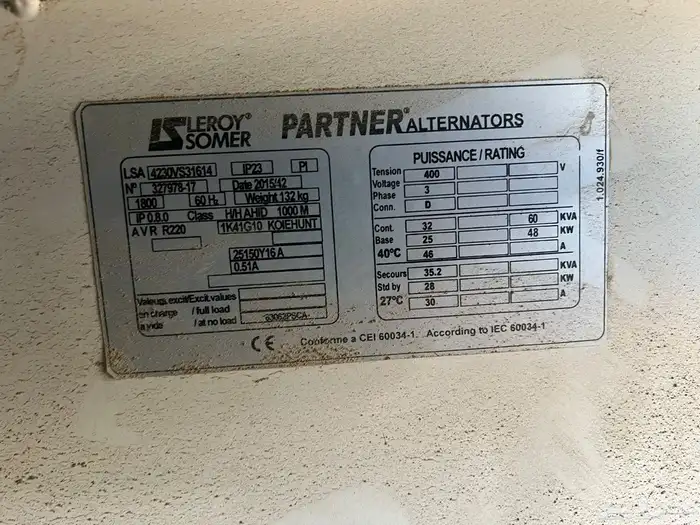 LEROY®
SOMER
PARTNER® ALTERNATORS
LSA 4230VS31614 IP23 PI
N° 327978-17 Date 2015/42
1800 60 Hz Weight 132 kg
IP 0.8.0 Class H/H AHID 1000 M
AVR R220 1K41G10 KOIEHUNT
25150Y16 A
0.51A
Valeurs excit/Excit.values
en charge / full load
a vide / at no load 63062PSCA
PUISSANCE / RATING
Tension 400 V
Voltage
Phase 3
Conn. D
Cont. 32 60 KVA
Base 25 48 KW
40°C 46 A
Secours 35.2 KVA
Std by 28 KW
27°C 30 A
CE Conforme a CEI 60034-1. According to IEC 60034-1
1.024.930/f